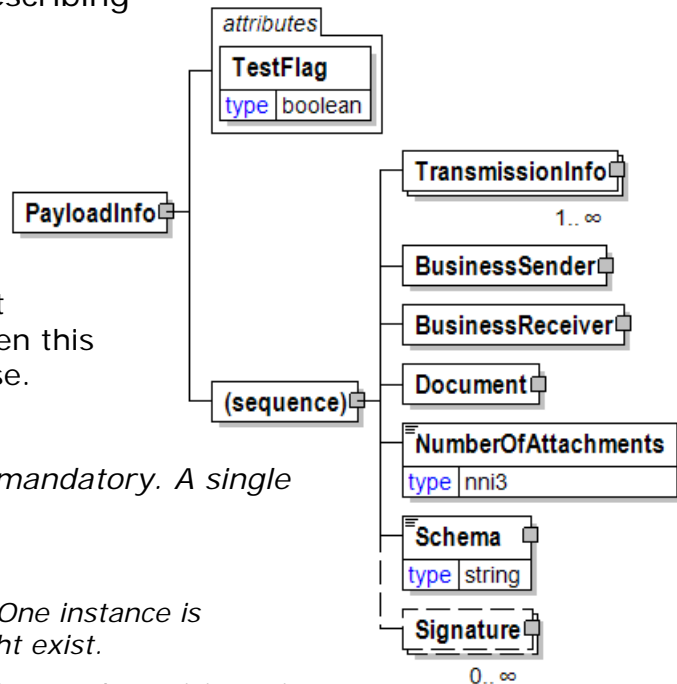 escribing
attributes
TestFlag
type boolean
TransmissionInfo
1.. ∞
PayloadInfo
BusinessSender
BusinessReceiver
en this
se.
Document
(sequence)
NumberOfAttachments
type nni3
mandatory. A single
Schema
type string
One instance is
ht exist.
Signature
0.. ∞